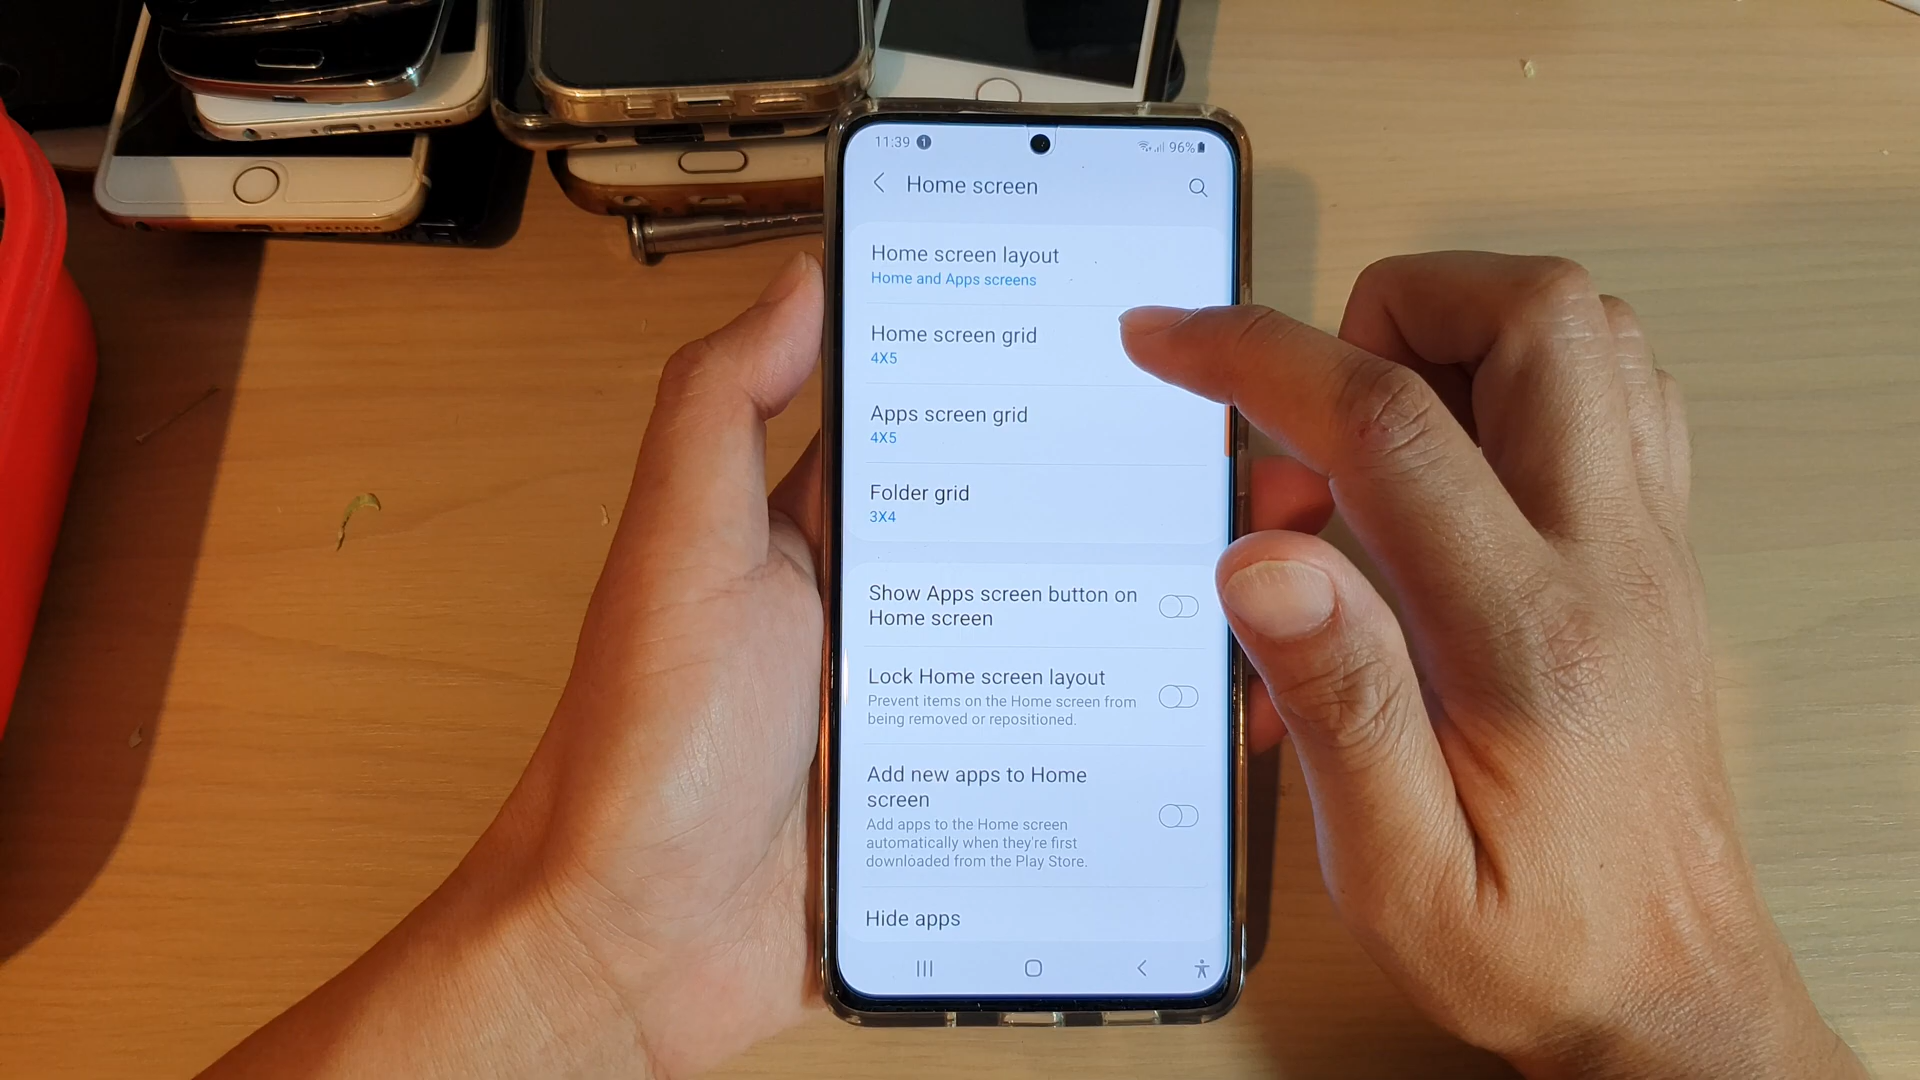 11:39 1 96%
Home screen
Home screen layout
Home and Apps screens
Home screen grid
4X5
Apps screen grid
4X5
Folder grid
3X4
Show Apps screen button on
Home screen
Lock Home screen layout
Prevent items on the Home screen from
being removed or repositioned.
Add new apps to Home
screen
Add apps to the Home screen
automatically when they're first
downloaded from the Play Store.
Hide apps